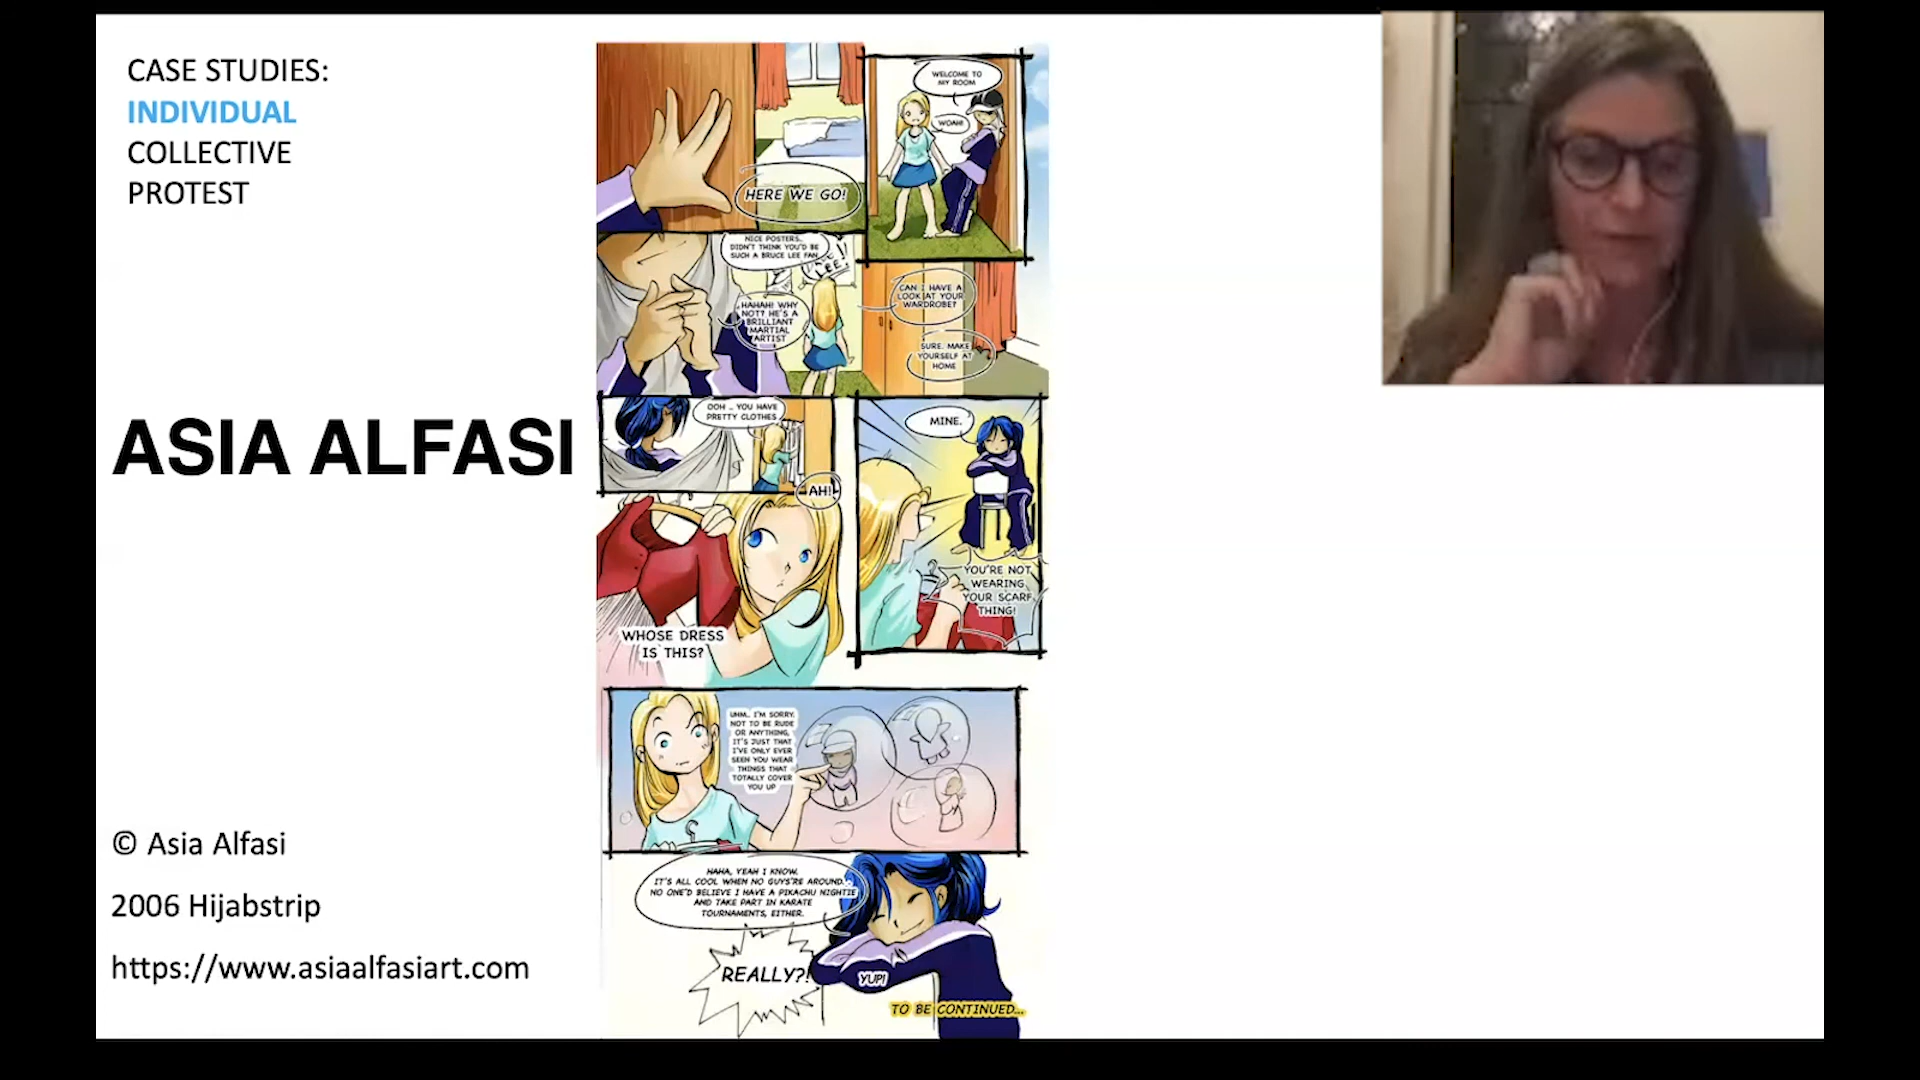 CASE STUDIES:
INDIVIDUAL
COLLECTIVE
PROTEST
ASIA ALFASI
© Asia Alfasi
2006 Hijabstrip
https://www.asiaalfasiart.com
HERE WE GO!
WELCOME TO
MY ROOM
WOAH!
NICE POSTERS..
DIDN'T THINK YOU'D BE
SUCH A BRUCE LEE FAN
LEE!
HAHAH! WHY
NOT? HE'S A
BRILLIANT
MARTIAL
ARTIST
CAN I HAVE A
LOOK AT YOUR
WARDROBE?
SURE. MAKE
YOURSELF AT
HOME
OOH .. YOU HAVE
PRETTY CLOTHES
AH!
WHOSE DRESS
IS THIS?
MINE.
YOU'RE NOT
WEARING
YOUR SCARF
THING!
UMM.. I'M SORRY.
NOT TO BE RUDE
OR ANYTHING,
IT'S JUST THAT
I'VE ONLY EVER
SEEN YOU WEAR
THINGS THAT
TOTALLY COVER
YOU UP
HAHA, YEAH I KNOW.
IT'S ALL COOL WHEN NO GUYS'RE AROUND..
NO ONE'D BELIEVE I HAVE A PIKACHU NIGHTIE
AND TAKE PART IN KARATE
TOURNAMENTS, EITHER.
REALLY?!
YUP!
TO BE CONTINUED...